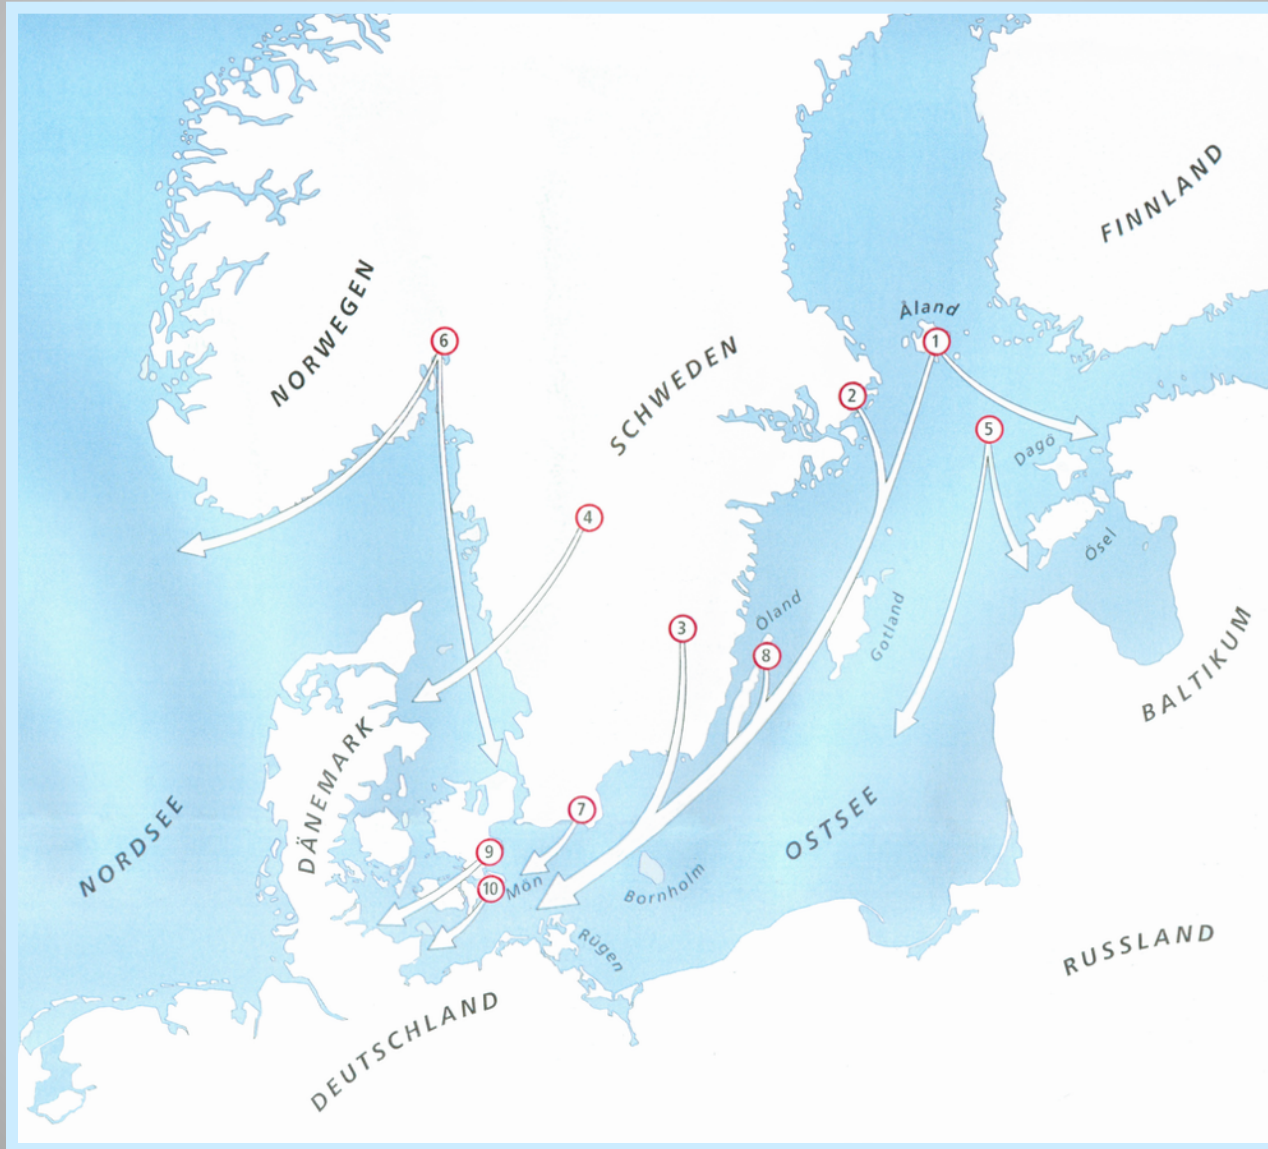 FINNLAND
NORWEGEN
Åland
6
1
SCHWEDEN
2
5
Dagö
4
Ösel
Öland
Gotland
3
8
BALTIKUM
DÄNEMARK
NORDSEE
OSTSEE
7
9
10
Mön
Bornholm
Rügen
RUSSLAND
DEUTSCHLAND